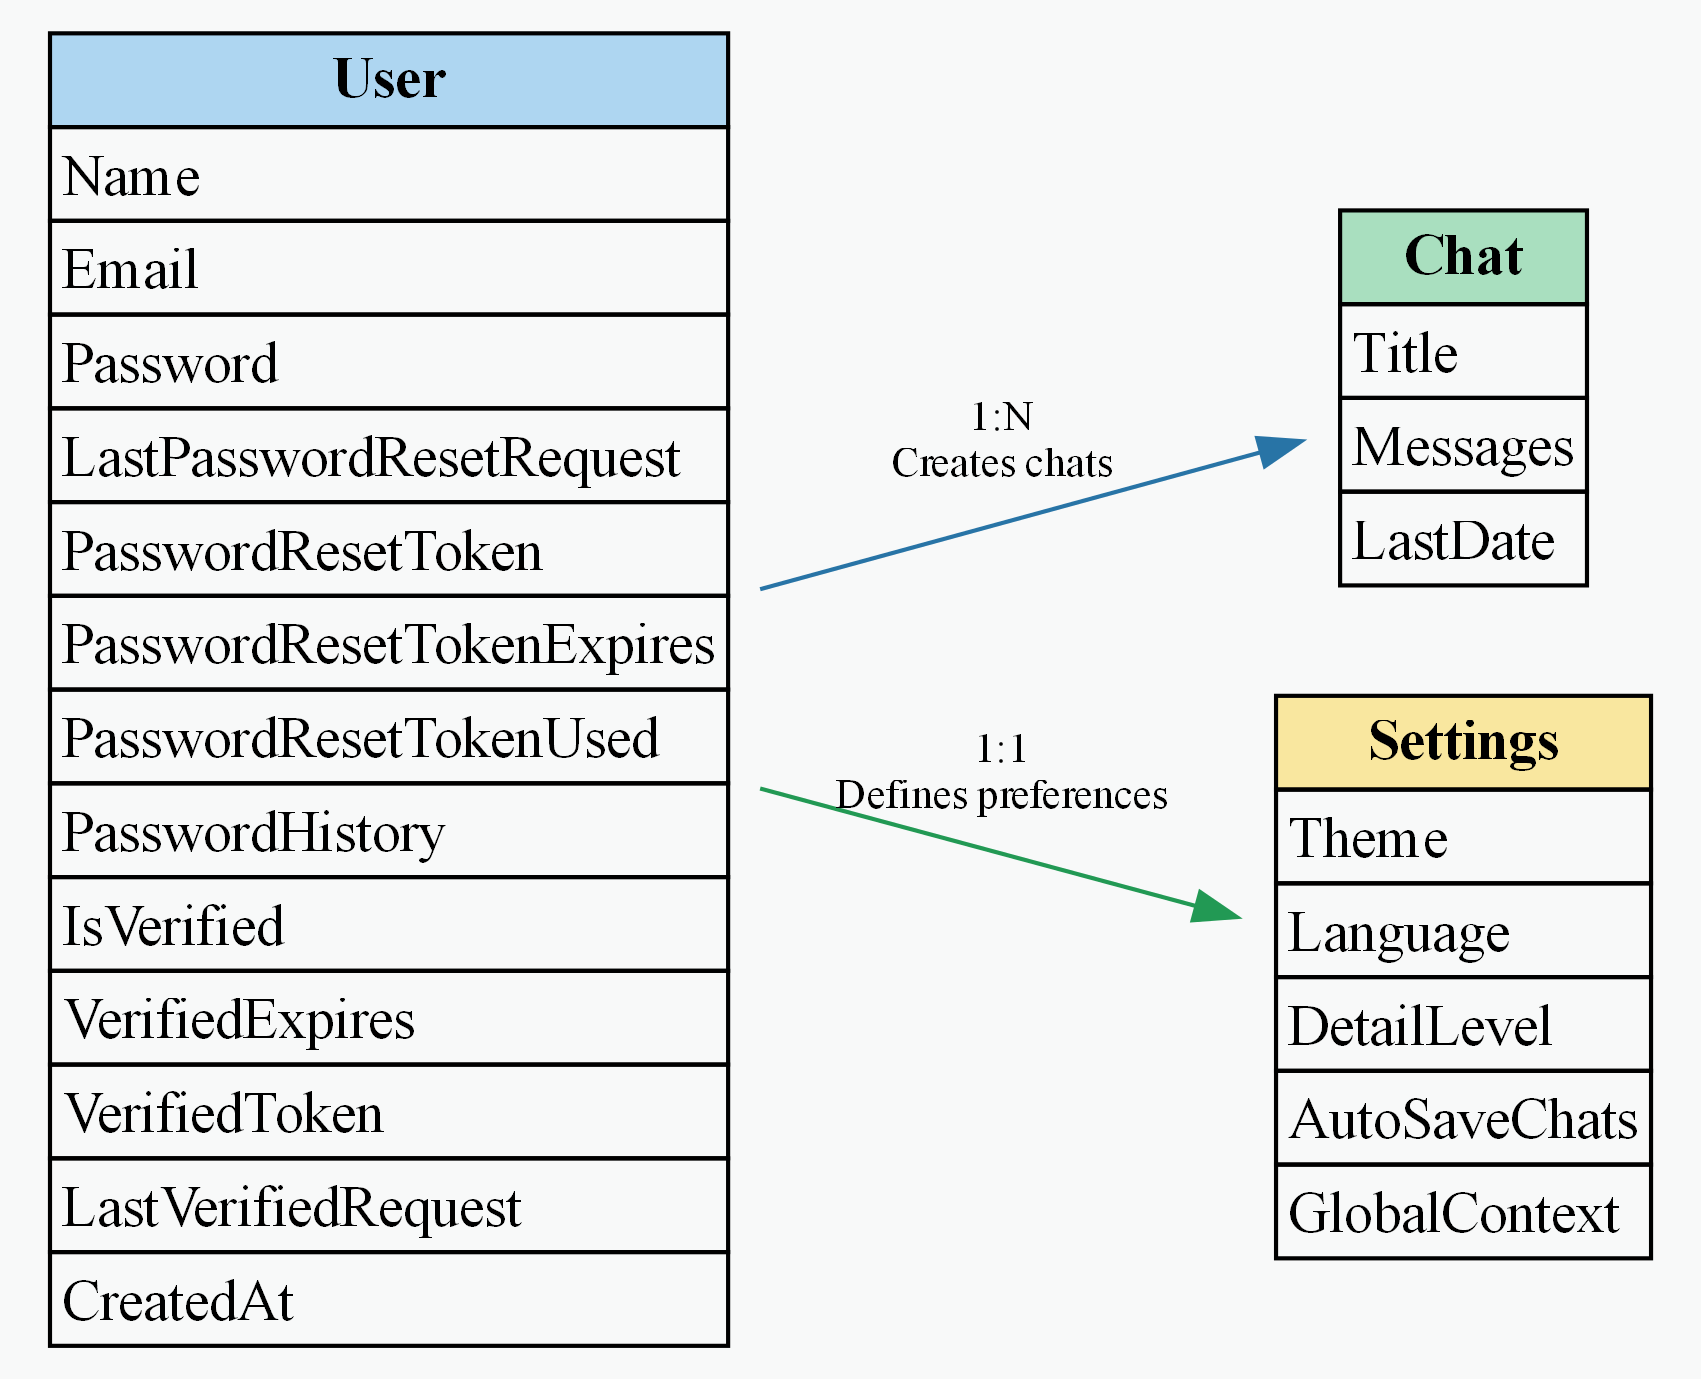 User
Name
Email
Password
LastPasswordResetRequest
PasswordResetToken
PasswordResetTokenExpires
PasswordResetTokenUsed
PasswordHistory
IsVerified
VerifiedExpires
VerifiedToken
LastVerifiedRequest
CreatedAt
1:N
Creates chats
1:1
Defines preferences
Chat
Title
Messages
LastDate
Settings
Theme
Language
DetailLevel
AutoSaveChats
GlobalContext